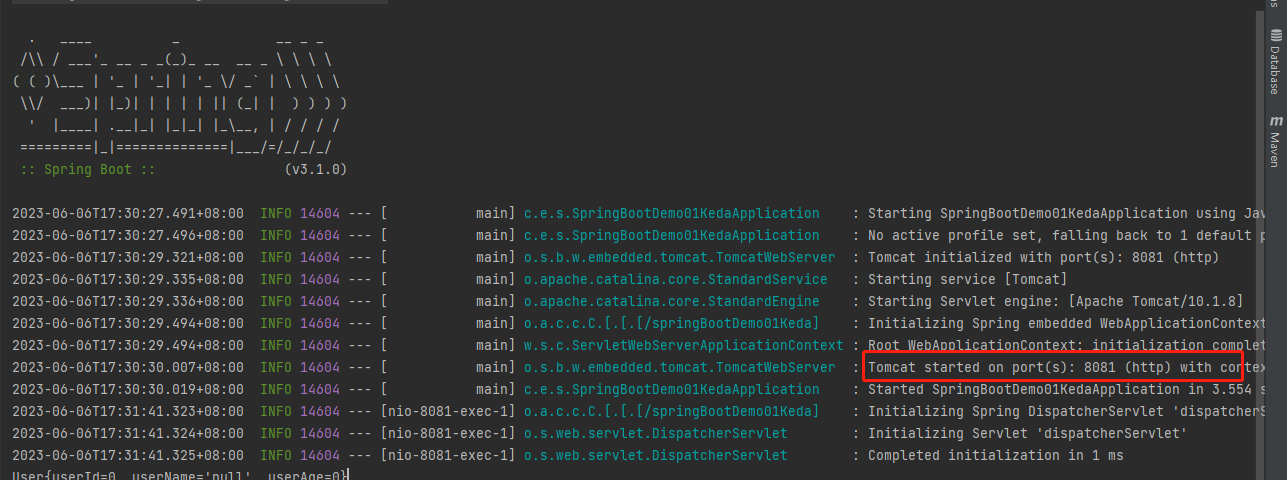 .   ____          _            __ _ _
 /\\ / ___'_ __ _ _(_)_ __  __ _ \ \ \ \
( ( )\___ | '_ | '_| | '_ \/ _` | \ \ \ \
 \\/  ___)| |_)| | | | | || (_| |  ) ) ) )
  '  |____| .__|_| |_|_| |_\__, | / / / /
 =========|_|==============|___/=/_/_/_/
 :: Spring Boot ::                (v3.1.0)
2023-06-06T17:30:27.491+08:00  INFO 14604 --- [           main] c.e.s.SpringBootDemo01KedaApplication    : Starting SpringBootDemo01KedaApplication using Jav
2023-06-06T17:30:27.496+08:00  INFO 14604 --- [           main] c.e.s.SpringBootDemo01KedaApplication    : No active profile set, falling back to 1 default p
2023-06-06T17:30:29.321+08:00  INFO 14604 --- [           main] o.s.b.w.embedded.tomcat.TomcatWebServer  : Tomcat initialized with port(s): 8081 (http)
2023-06-06T17:30:29.335+08:00  INFO 14604 --- [           main] o.apache.catalina.core.StandardService   : Starting service [Tomcat]
2023-06-06T17:30:29.336+08:00  INFO 14604 --- [           main] o.apache.catalina.core.StandardEngine    : Starting Servlet engine: [Apache Tomcat/10.1.8]
2023-06-06T17:30:29.494+08:00  INFO 14604 --- [           main] o.a.c.c.C.[.[.[/springBootDemo01Keda]    : Initializing Spring embedded WebApplicationContext
2023-06-06T17:30:29.494+08:00  INFO 14604 --- [           main] w.s.c.ServletWebServerApplicationContext : Root WebApplicationContext: initialization complet
2023-06-06T17:30:30.007+08:00  INFO 14604 --- [           main] o.s.b.w.embedded.tomcat.TomcatWebServer  : Tomcat started on port(s): 8081 (http) with contex
2023-06-06T17:30:30.019+08:00  INFO 14604 --- [           main] c.e.s.SpringBootDemo01KedaApplication    : Started SpringBootDemo01KedaApplication in 3.554 s
2023-06-06T17:31:41.323+08:00  INFO 14604 --- [nio-8081-exec-1] o.a.c.c.C.[.[.[/springBootDemo01Keda]    : Initializing Spring DispatcherServlet 'dispatcherS
2023-06-06T17:31:41.324+08:00  INFO 14604 --- [nio-8081-exec-1] o.s.web.servlet.DispatcherServlet        : Initializing Servlet 'dispatcherServlet'
2023-06-06T17:31:41.325+08:00  INFO 14604 --- [nio-8081-exec-1] o.s.web.servlet.DispatcherServlet        : Completed initialization in 1 ms
User{userId=0, userName='null', userAge=0}
Database
m Maven